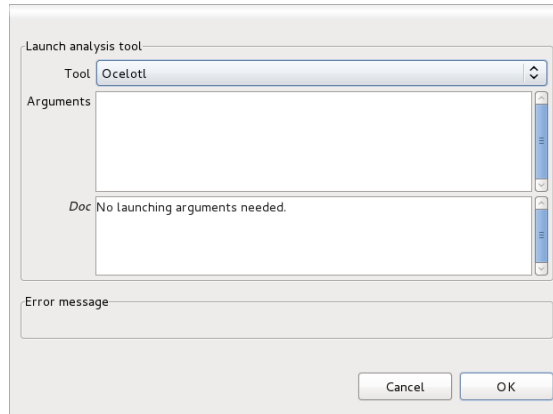 Launch analysis tool
Tool Ocelotl
Arguments
Doc No launching arguments needed.
Error message
Cancel OK